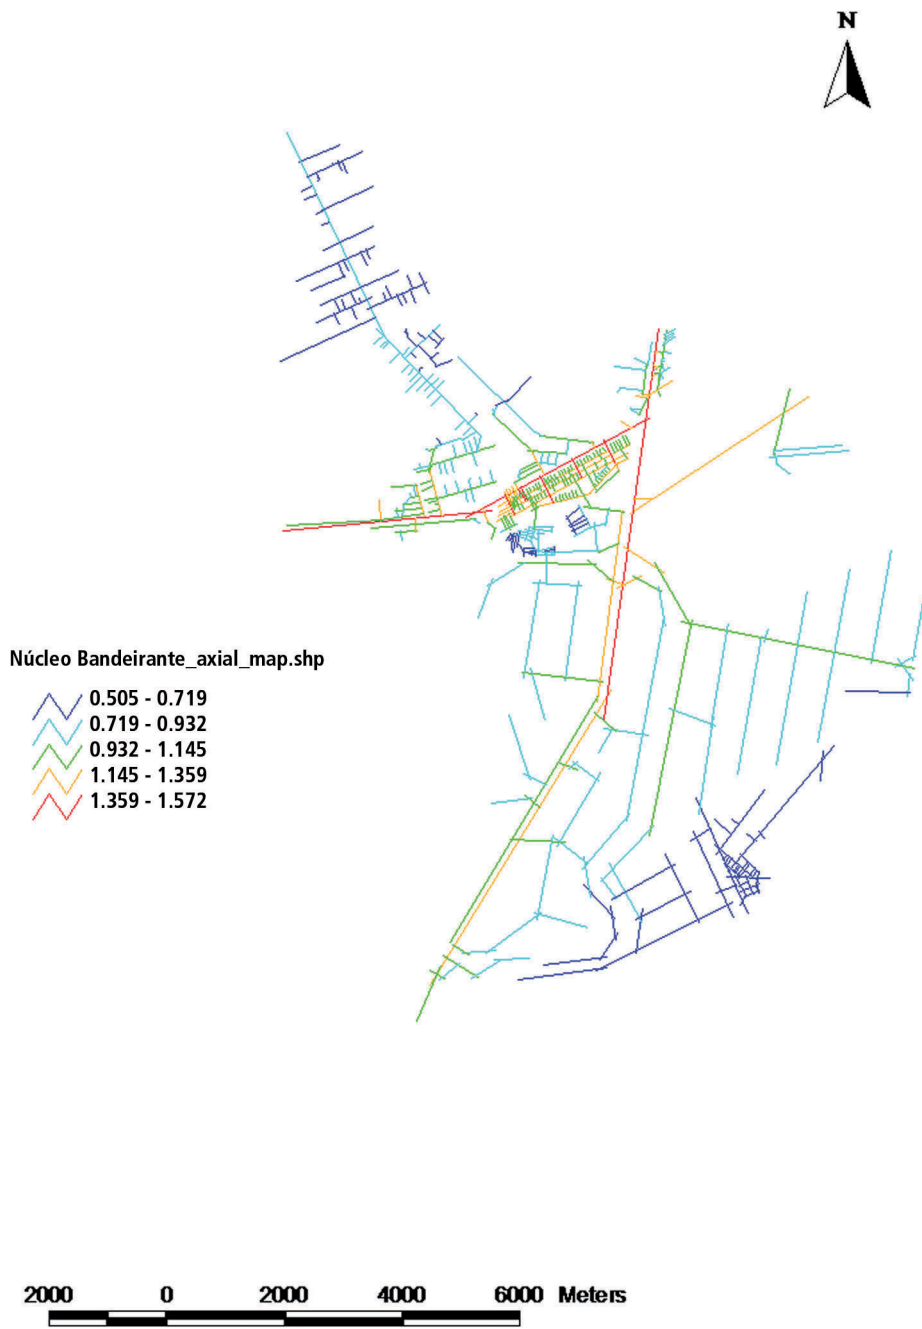 N
Núcleo Bandeirante_axial_map.shp
0.505 - 0.719
0.719 - 0.932
0.932 - 1.145
1.145 - 1.359
1.359 - 1.572
2000 0 2000 4000 6000 Meters